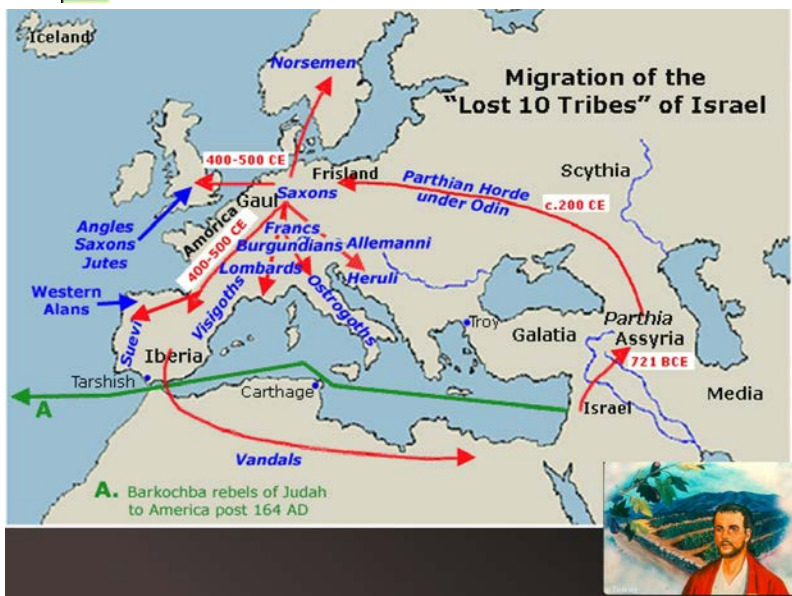 Iceland
Norsemen
Migration of the
"Lost 10 Tribes" of Israel
400-500 CE
Frisland
Scythia
Parthian Horde
under Odin
c.200 CE
Gaul
Saxons
Amorica
Angles
Saxons
Jutes
400-500 CE
Francs
Burgundians
Allemanni
Lombards
Heruli
Western
Alans
Visigoths
Ostrogoths
Suevi
Iberia
Troy
Galatia
Parthia
Assyria
721 BCE
Tarshish
Carthage
Israel
Media
A
Vandals
A. Barkochba rebels of Judah
to America post 164 AD